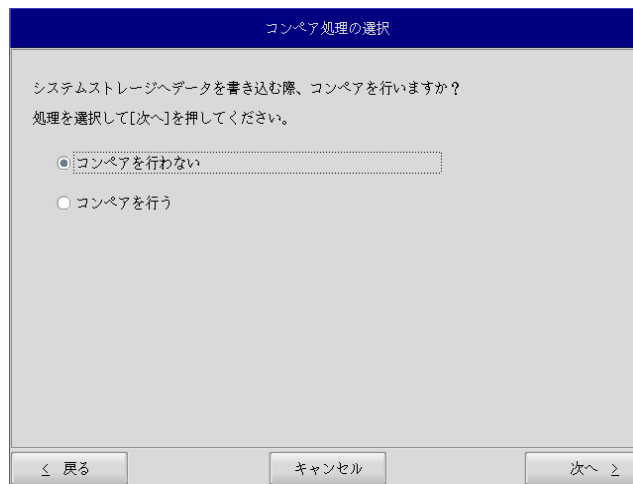 コンペア処理の選択
システムストレージへデータを書き込む際、コンペアを行いますか？
処理を選択して[次へ]を押してください。
コンペアを行わない
コンペアを行う
< 戻る
キャンセル
次へ >